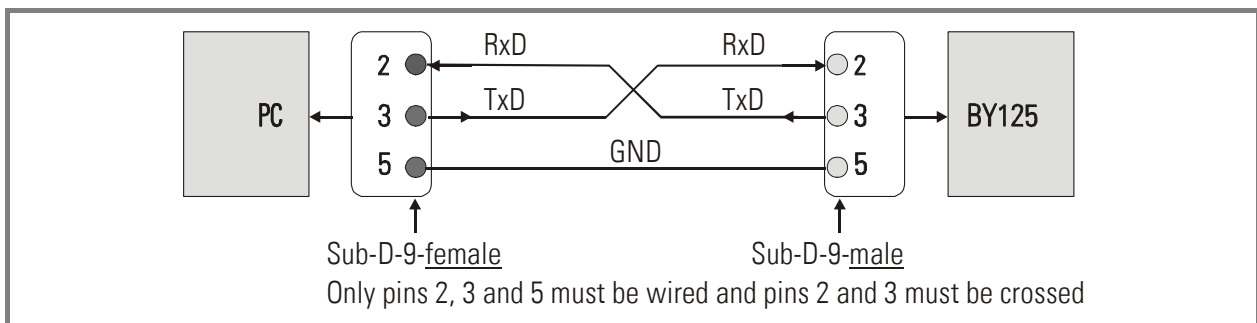 RxD RxD
2 2
TxD TxD
PC 3 3 BY125
GND
5 5
Sub-D-9-female Sub-D-9-male
Only pins 2, 3 and 5 must be wired and pins 2 and 3 must be crossed